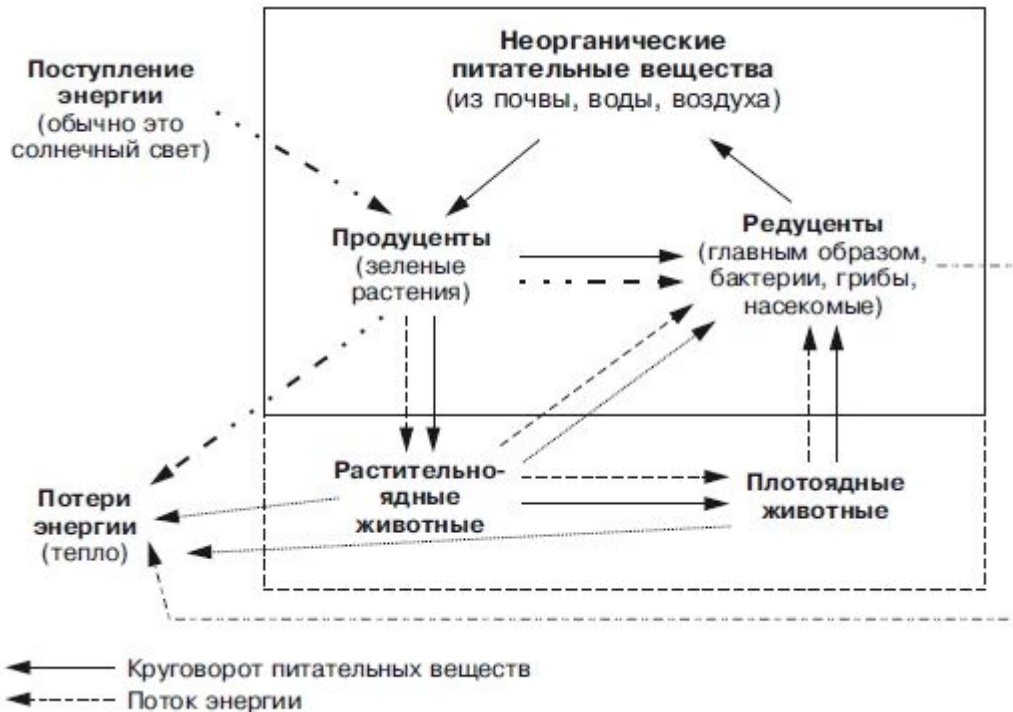 Неорганические
питательные вещества
(из почвы, воды, воздуха)
Поступление
энергии
(обычно это
солнечный свет)
Продуценты
(зеленые
растения)
Редуценты
(главным образом,
бактерии, грибы,
насекомые)
Растительно-
ядные
животные
Плотоядные
животные
Потери
энергии
(тепло)
Круговорот питательных веществ
Поток энергии